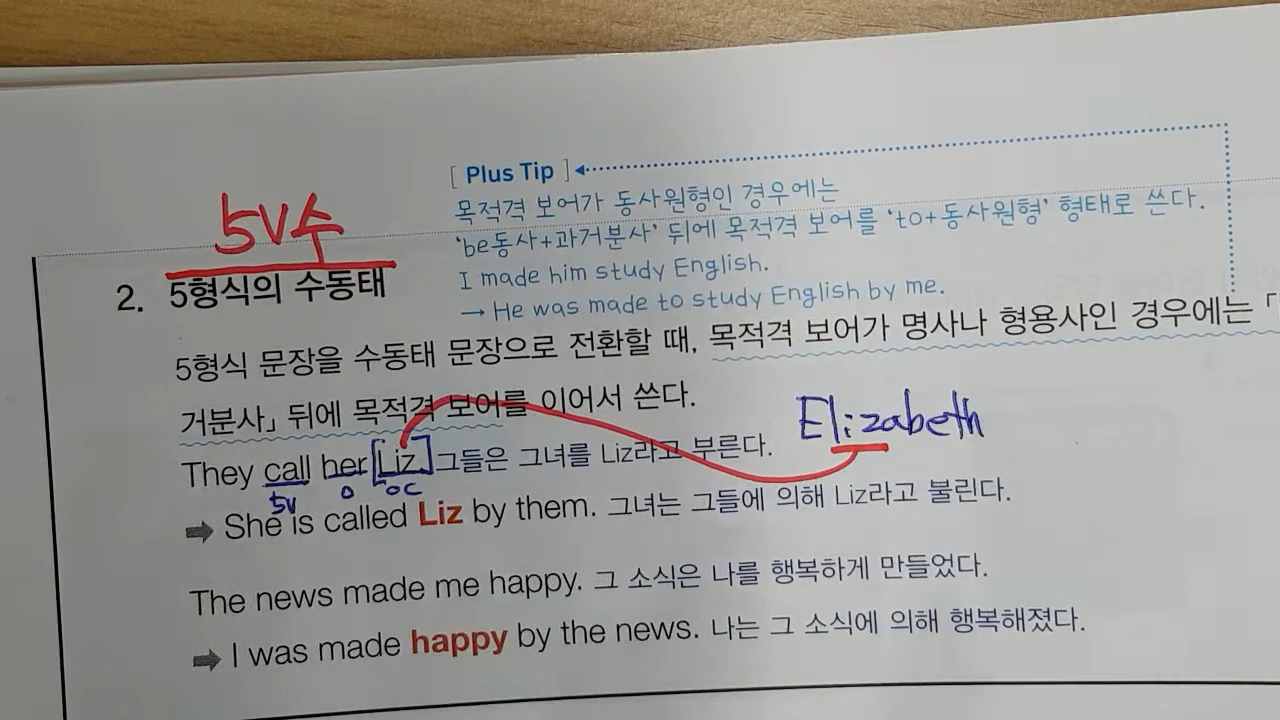 [ Plus Tip ]
목적격 보어가 동사원형인 경우에는
'be동사+과거분사' 뒤에 목적격 보어를 'to+동사원형' 형태로 쓴다.
I made him study English.
→ He was made to study English by me.
5V수
2. 5형식의 수동태
5형식 문장을 수동태 문장으로 전환할 때, 목적격 보어가 명사나 형용사인 경우에는 「
거분사」 뒤에 목적격 보어를 이어서 쓴다.
Elizabeth
They call her [Liz.] 그들은 그녀를 Liz라고 부른다.
5V O OC
➡ She is called Liz by them. 그녀는 그들에 의해 Liz라고 불린다.
The news made me happy. 그 소식은 나를 행복하게 만들었다.
➡ I was made happy by the news. 나는 그 소식에 의해 행복해졌다.